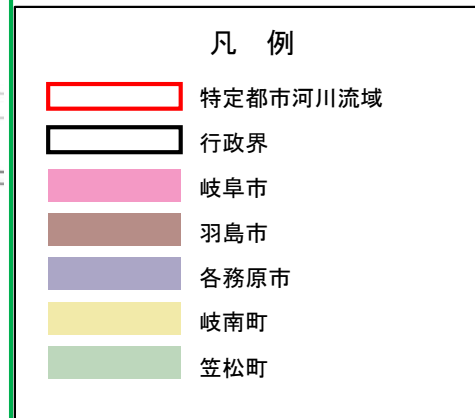 凡 例
特定都市河川流域
行政界
岐阜市
羽島市
各務原市
岐南町
笠松町